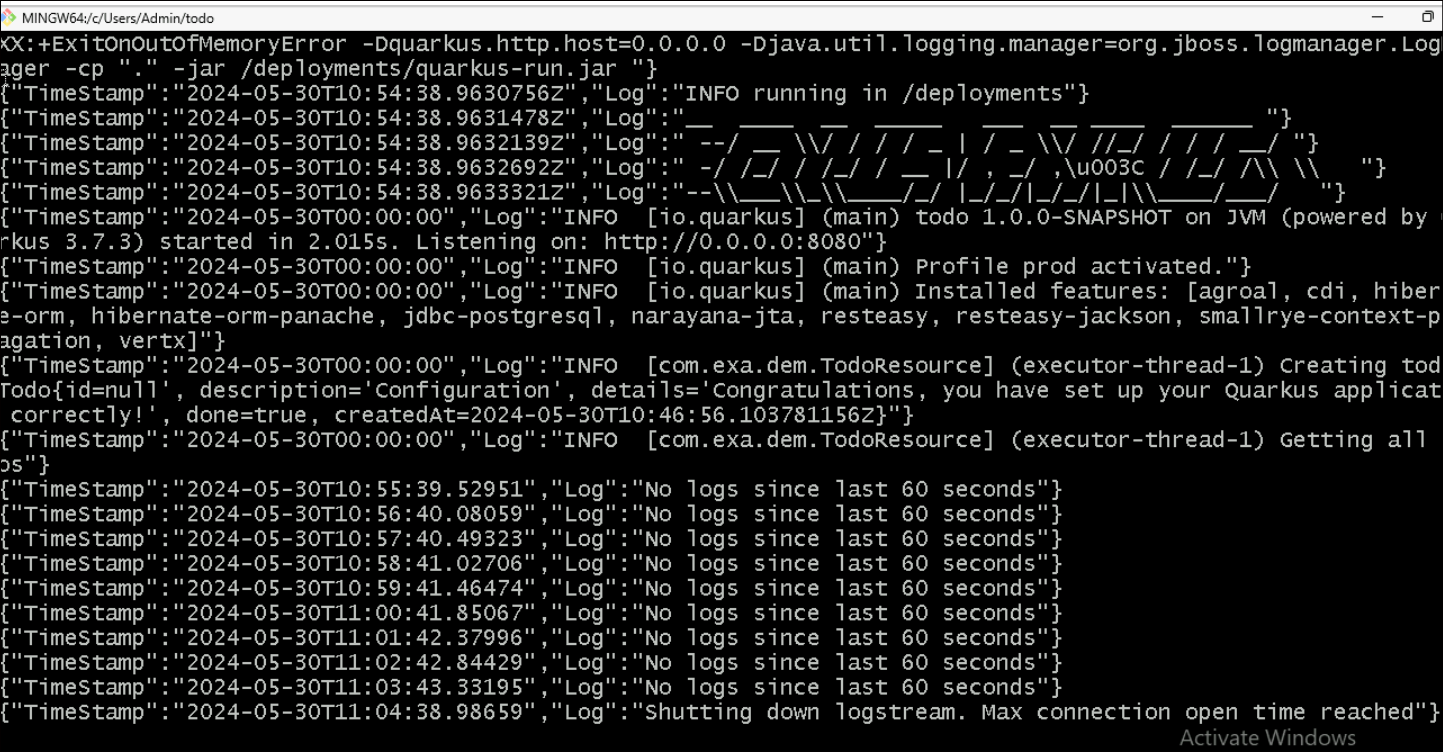 MINGW64:/c/Users/Admin/todo
XX:+ExitOnOutOfMemoryError -Dquarkus.http.host=0.0.0.0 -Djava.util.logging.manager=org.jboss.logmanager.Log
ager -cp "." -jar /deployments/quarkus-run.jar "}
{"TimeStamp":"2024-05-30T10:54:38.9630756Z","Log":"INFO running in /deployments"}
{"TimeStamp":"2024-05-30T10:54:38.9631478Z","Log":"__  ____  __  _____   ___  __ ____  ______ "}
{"TimeStamp":"2024-05-30T10:54:38.9632139Z","Log":" --/ __ \\/ / / / _ | / _ \\/ //_/ / / / __/ "}
{"TimeStamp":"2024-05-30T10:54:38.9632692Z","Log":" -/ /_/ / /_/ / __ |/ , _/ ,\u003C / /_/ /\\ \\   "}
{"TimeStamp":"2024-05-30T10:54:38.9633321Z","Log":"--\\___\\_\\____/_/ |_/_/|_/_/|_|\\____/___/   "}
{"TimeStamp":"2024-05-30T00:00:00","Log":"INFO  [io.quarkus] (main) todo 1.0.0-SNAPSHOT on JVM (powered by
rkus 3.7.3) started in 2.015s. Listening on: http://0.0.0.0:8080"}
{"TimeStamp":"2024-05-30T00:00:00","Log":"INFO  [io.quarkus] (main) Profile prod activated."}
{"TimeStamp":"2024-05-30T00:00:00","Log":"INFO  [io.quarkus] (main) Installed features: [agroal, cdi, hiber
e-orm, hibernate-orm-panache, jdbc-postgresql, narayana-jta, resteasy, resteasy-jackson, smallrye-context-p
agation, vertx]"}
{"TimeStamp":"2024-05-30T00:00:00","Log":"INFO  [com.exa.dem.TodoResource] (executor-thread-1) Creating tod
Todo{id=null', description='Configuration', details='Congratulations, you have set up your Quarkus applicat
 correctly!', done=true, createdAt=2024-05-30T10:46:56.103781156Z}"}
{"TimeStamp":"2024-05-30T00:00:00","Log":"INFO  [com.exa.dem.TodoResource] (executor-thread-1) Getting all
os"}
{"TimeStamp":"2024-05-30T10:55:39.52951","Log":"No logs since last 60 seconds"}
{"TimeStamp":"2024-05-30T10:56:40.08059","Log":"No logs since last 60 seconds"}
{"TimeStamp":"2024-05-30T10:57:40.49323","Log":"No logs since last 60 seconds"}
{"TimeStamp":"2024-05-30T10:58:41.02706","Log":"No logs since last 60 seconds"}
{"TimeStamp":"2024-05-30T10:59:41.46474","Log":"No logs since last 60 seconds"}
{"TimeStamp":"2024-05-30T11:00:41.85067","Log":"No logs since last 60 seconds"}
{"TimeStamp":"2024-05-30T11:01:42.37996","Log":"No logs since last 60 seconds"}
{"TimeStamp":"2024-05-30T11:02:42.84429","Log":"No logs since last 60 seconds"}
{"TimeStamp":"2024-05-30T11:03:43.33195","Log":"No logs since last 60 seconds"}
{"TimeStamp":"2024-05-30T11:04:38.98659","Log":"Shutting down logstream. Max connection open time reached"}
Activate Windows